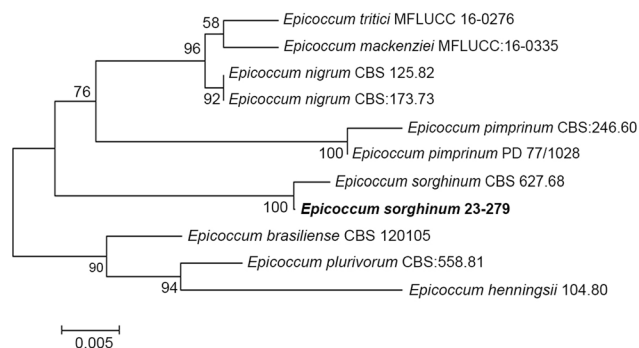 58
Epicoccum tritici MFLUCC 16-0276
96
Epicoccum mackenziei MFLUCC:16-0335
Epicoccum nigrum CBS 125.82
76
92
Epicoccum nigrum CBS:173.73
Epicoccum pimprinum CBS:246.60
100
Epicoccum pimprinum PD 77/1028
Epicoccum sorghinum CBS 627.68
100
Epicoccum sorghinum 23-279
Epicoccum brasiliense CBS 120105
90
Epicoccum plurivorum CBS:558.81
94
Epicoccum henningsii 104.80
0.005